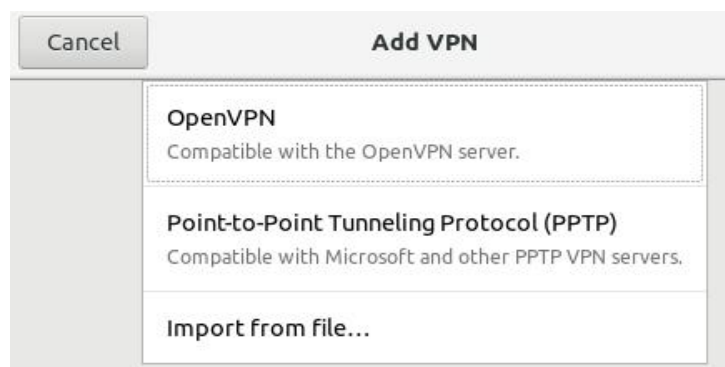 Cancel
Add VPN
OpenVPN
Compatible with the OpenVPN server.
Point-to-Point Tunneling Protocol (PPTP)
Compatible with Microsoft and other PPTP VPN servers.
Import from file…